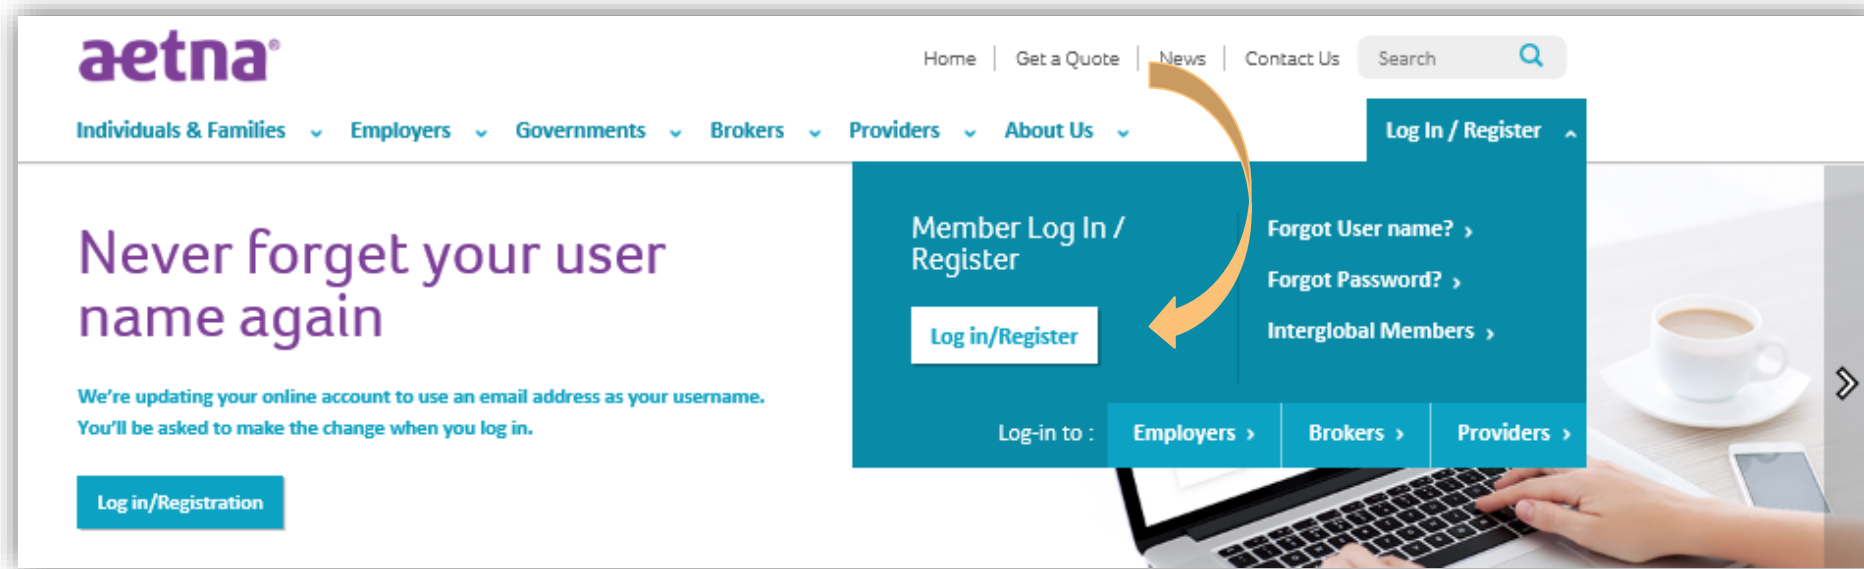 aetna®
Home | Get a Quote | News | Contact Us Search
Individuals & Families Employers Governments Brokers Providers About Us Log In / Register
Never forget your user
name again
We're updating your online account to use an email address as your username.
You'll be asked to make the change when you log in.
Log in/Registration
Member Log In /
Register
Log in/Register
Forgot User name? ›
Forgot Password? ›
Interglobal Members ›
Log-in to : Employers › Brokers › Providers ›